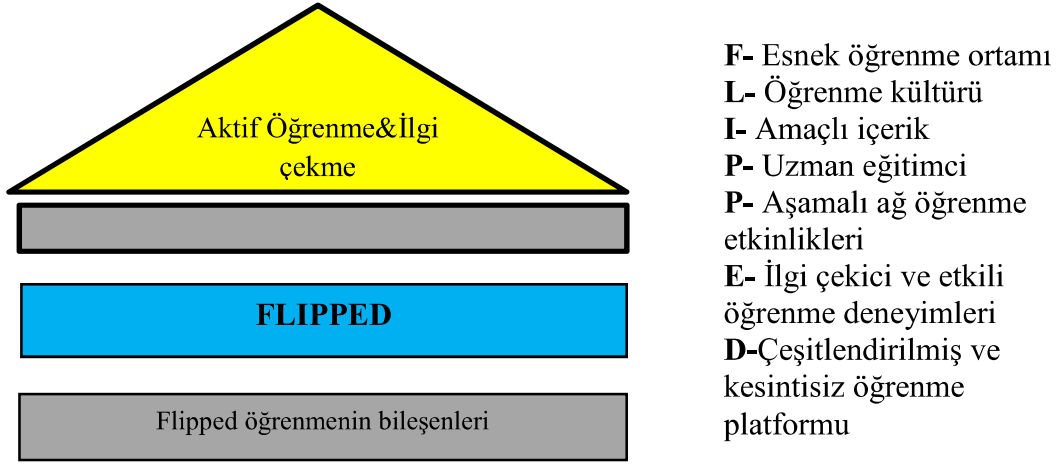 Aktif Öğrenme&İlgi
çekme
FLIPPED
Flipped öğrenmenin bileşenleri
F- Esnek öğrenme ortamı
L- Öğrenme kültürü
I- Amaçlı içerik
P- Uzman eğitimci
P- Aşamalı ağ öğrenme
etkinlikleri
E- İlgi çekici ve etkili
öğrenme deneyimleri
D-Çeşitlendirilmiş ve
kesintisiz öğrenme
platformu